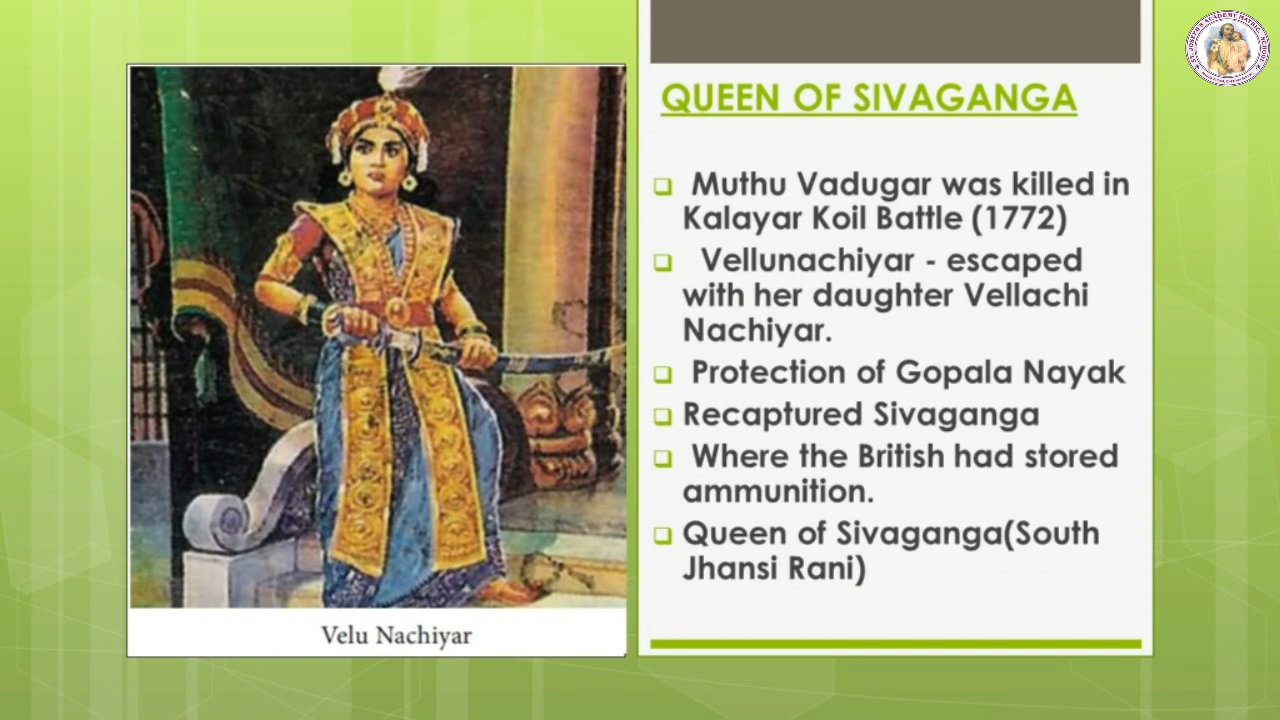 QUEEN OF SIVAGANGA
Muthu Vadugar was killed in
Kalayar Koil Battle (1772)
Vellunachiyar - escaped
with her daughter Vellachi
Nachiyar.
Protection of Gopala Nayak
Recaptured Sivaganga
Where the British had stored
ammunition.
Queen of Sivaganga(South
Jhansi Rani)
Velu Nachiyar